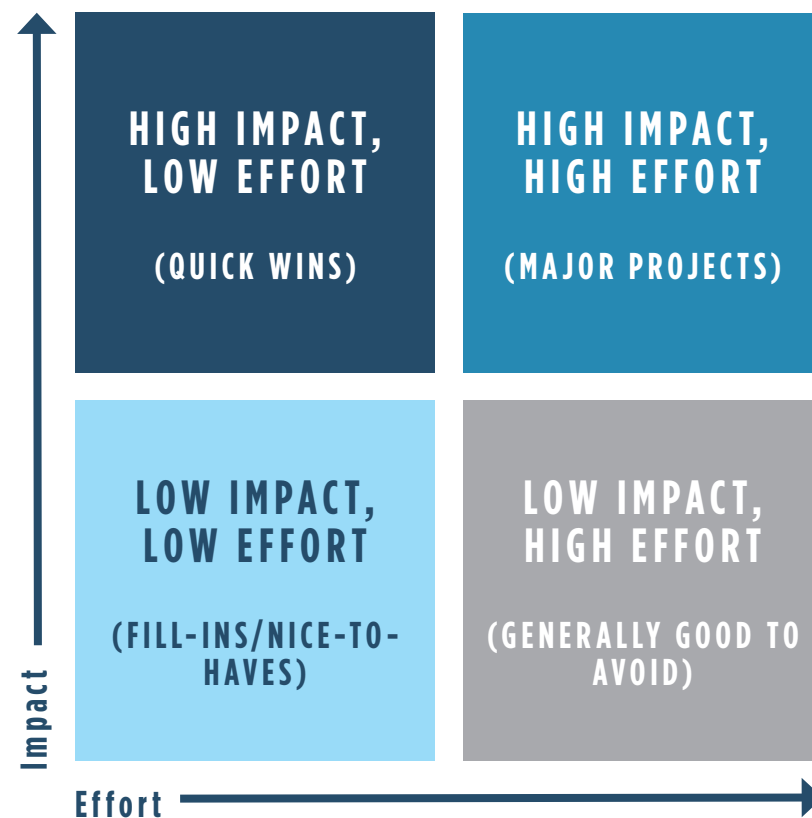 HIGH IMPACT,
LOW EFFORT
(QUICK WINS)
HIGH IMPACT,
HIGH EFFORT
(MAJOR PROJECTS)
LOW IMPACT,
LOW EFFORT
(FILL-INS/NICE-TO-
HAVES)
LOW IMPACT,
HIGH EFFORT
(GENERALLY GOOD TO
AVOID)
Impact
Effort